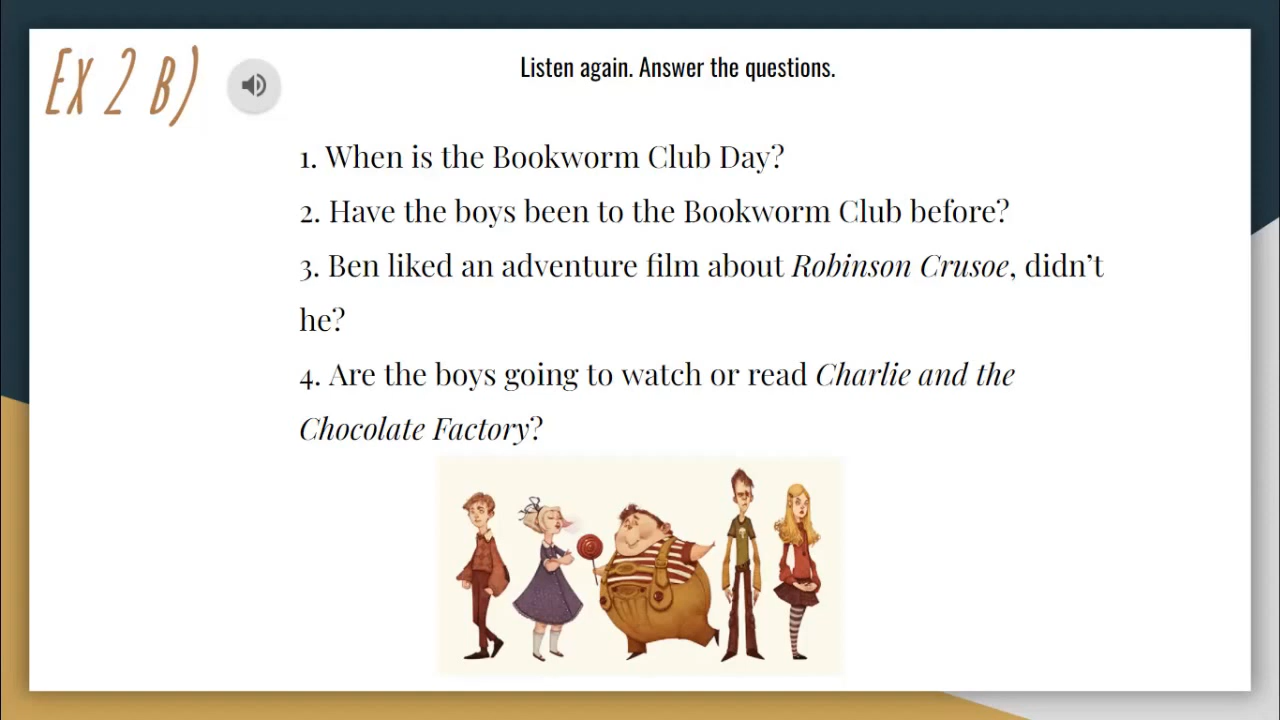 Ex 2 B)
Listen again. Answer the questions.
1. When is the Bookworm Club Day?
2. Have the boys been to the Bookworm Club before?
3. Ben liked an adventure film about Robinson Crusoe, didn’t
he?
4. Are the boys going to watch or read Charlie and the
Chocolate Factory?